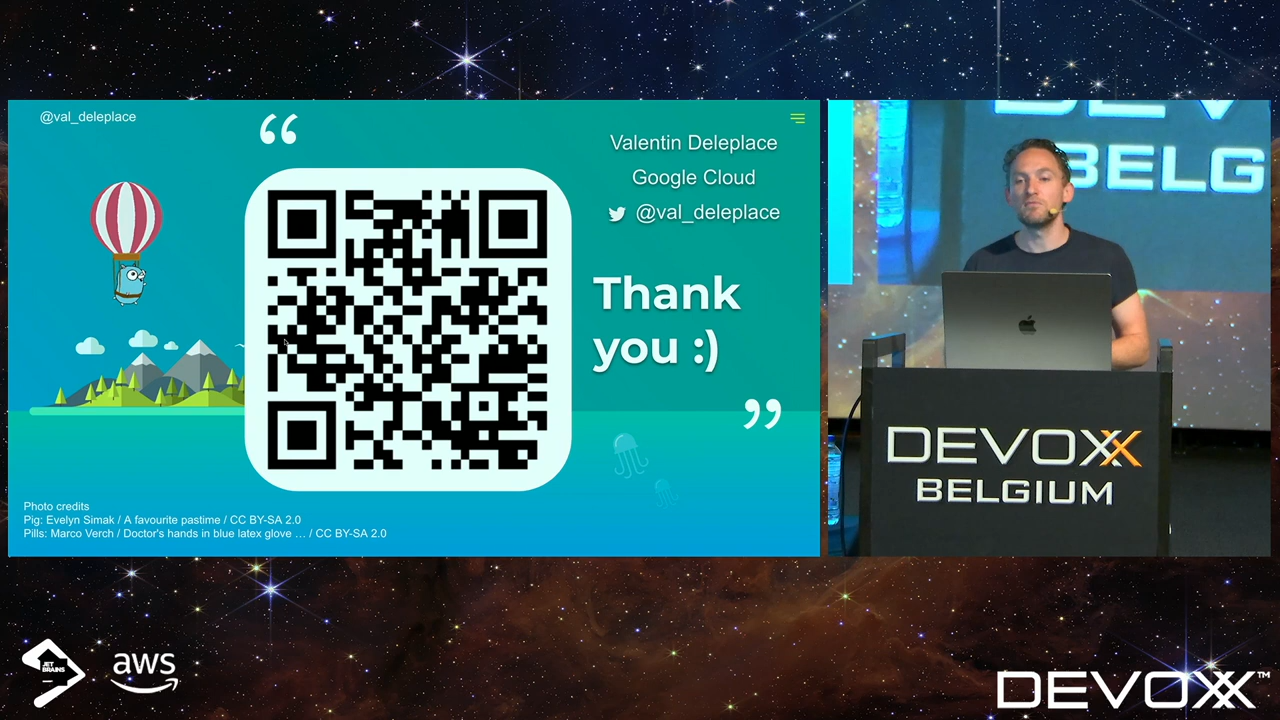 @val_deleplace
“
Valentin Deleplace
Google Cloud
@val_deleplace
Thank
you :)
”
Photo credits
Pig: Evelyn Simak / A favourite pastime / CC BY-SA 2.0
Pills: Marco Verch / Doctor's hands in blue latex glove … / CC BY-SA 2.0
DEV
BELG
DEVOXX
BELGIUM
JET
BRAINS
aws
DEVOXX™